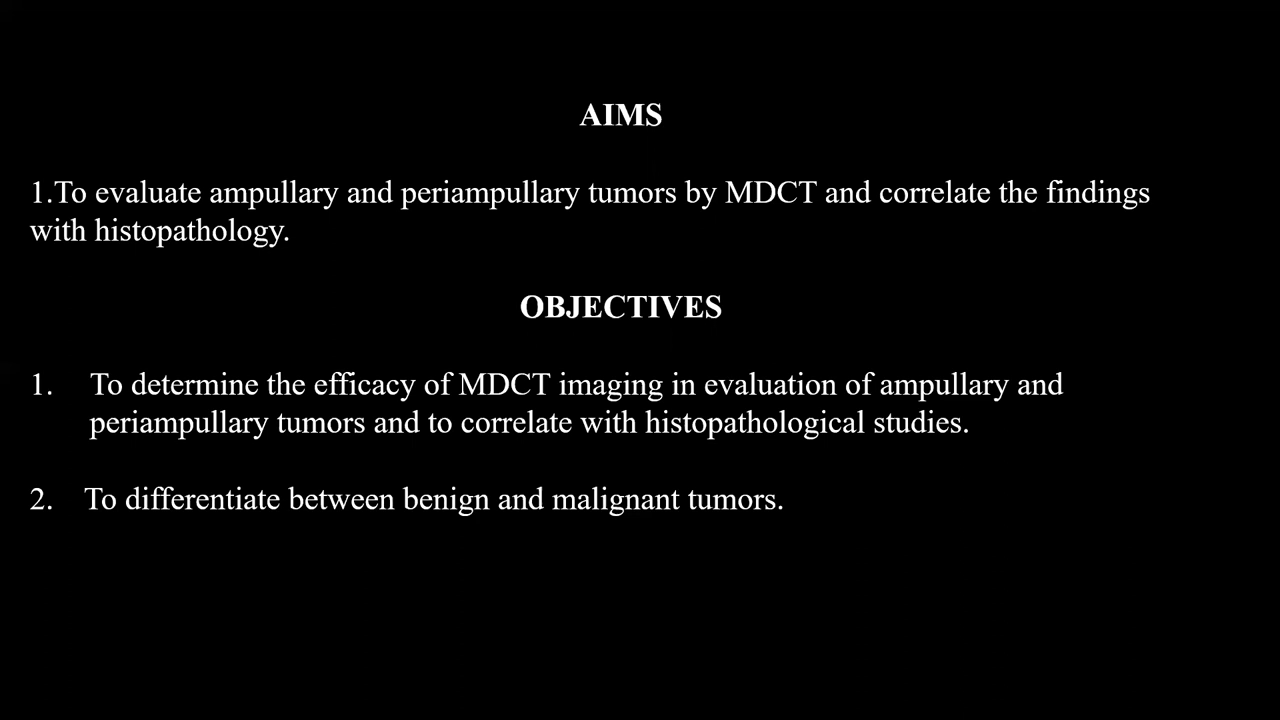 AIMS
1.To evaluate ampullary and periampullary tumors by MDCT and correlate the findings
with histopathology.
OBJECTIVES
1. To determine the efficacy of MDCT imaging in evaluation of ampullary and
periampullary tumors and to correlate with histopathological studies.
2. To differentiate between benign and malignant tumors.